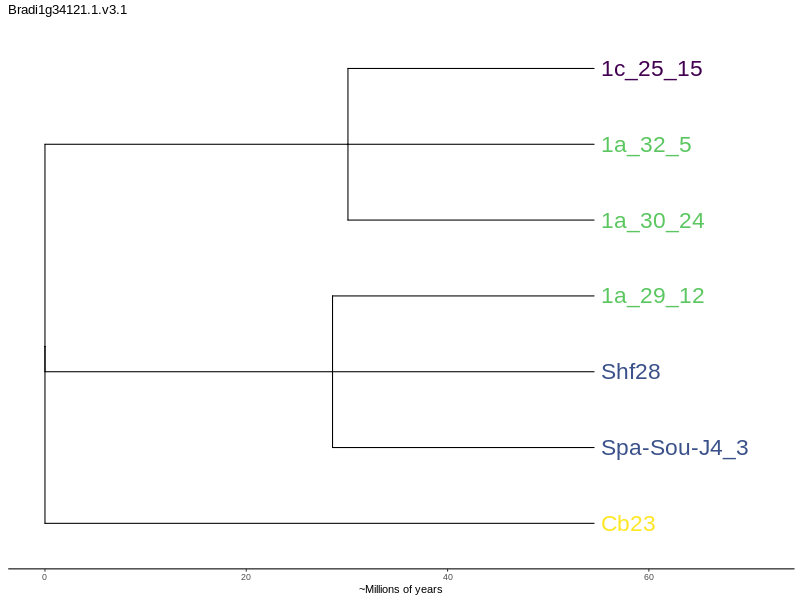 Bradi1g34121.1.v3.1
1c_25_15
1a_32_5
1a_30_24
1a_29_12
Shf28
Spa-Sou-J4_3
Cb23
0 20 40 60
~Millions of years